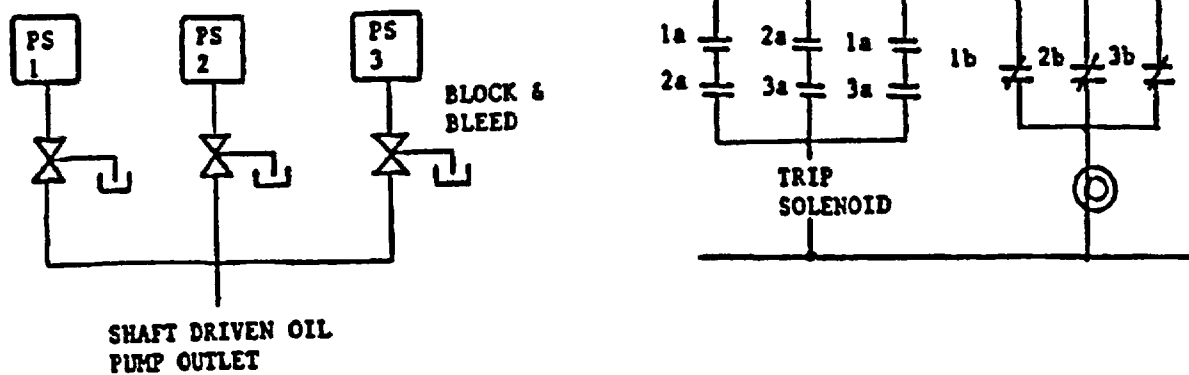 PS
1
PS
2
PS
3
BLOCK &
BLEED
SHAFT DRIVEN OIL
PUMP OUTLET
1a
2a
1a
2a
3a
3a
1b
2b
3b
TRIP
SOLENOID